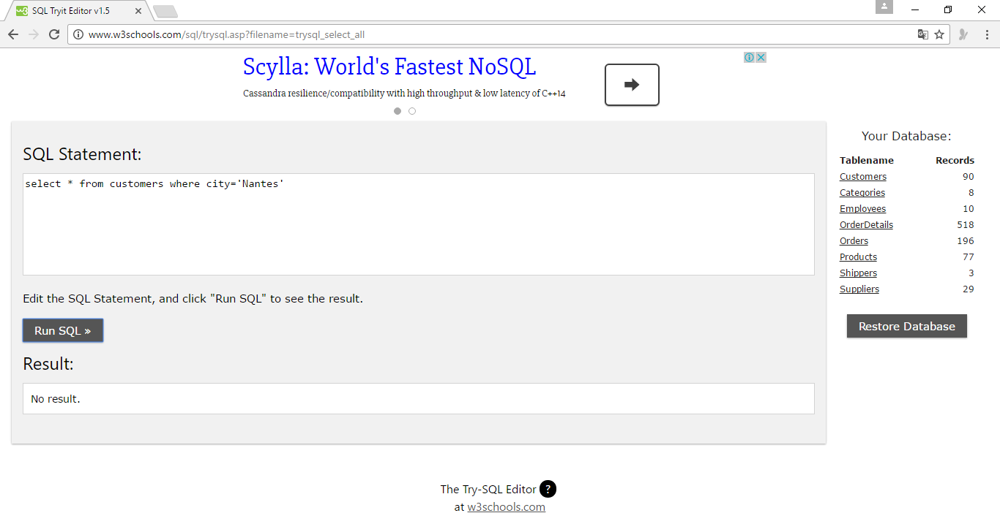 SQL Tryit Editor v1.5
www.w3schools.com/sql/trysql.asp?filename=trysql_select_all
Scylla: World's Fastest NoSQL
Cassandra resilience/compatibility with high throughput & low latency of C++14
SQL Statement:
select * from customers where city='Nantes'
Edit the SQL Statement, and click "Run SQL" to see the result.
Run SQL »
Result:
No result.
Your Database:
Tablename Records
Customers 90
Categories 8
Employees 10
OrderDetails 518
Orders 196
Products 77
Shippers 3
Suppliers 29
Restore Database
The Try-SQL Editor ?
at w3schools.com